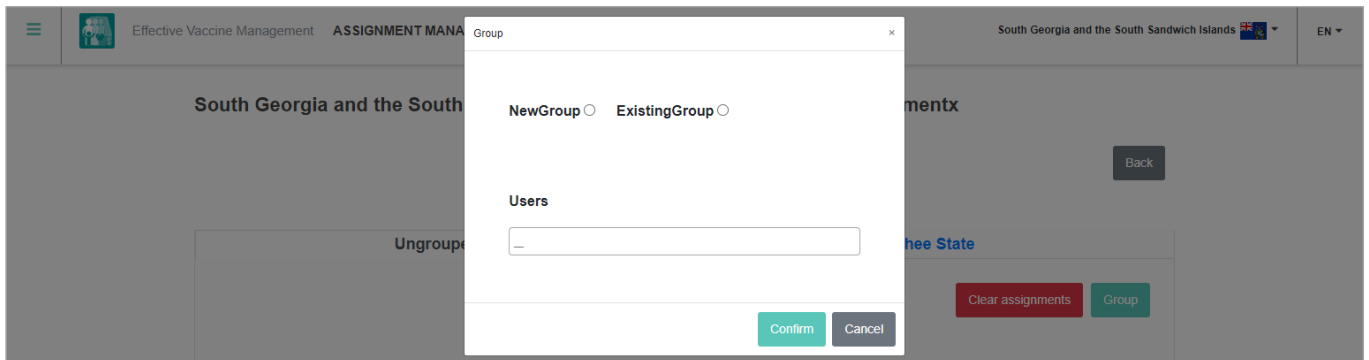 Effective Vaccine Management ASSIGNMENT MANA
South Georgia and the South Sandwich Islands
EN
Group
×
NewGroup ExistingGroup
South Georgia and the South
mentx
Back
Users
Ungroupe
hee State
Clear assignments Group
Confirm Cancel